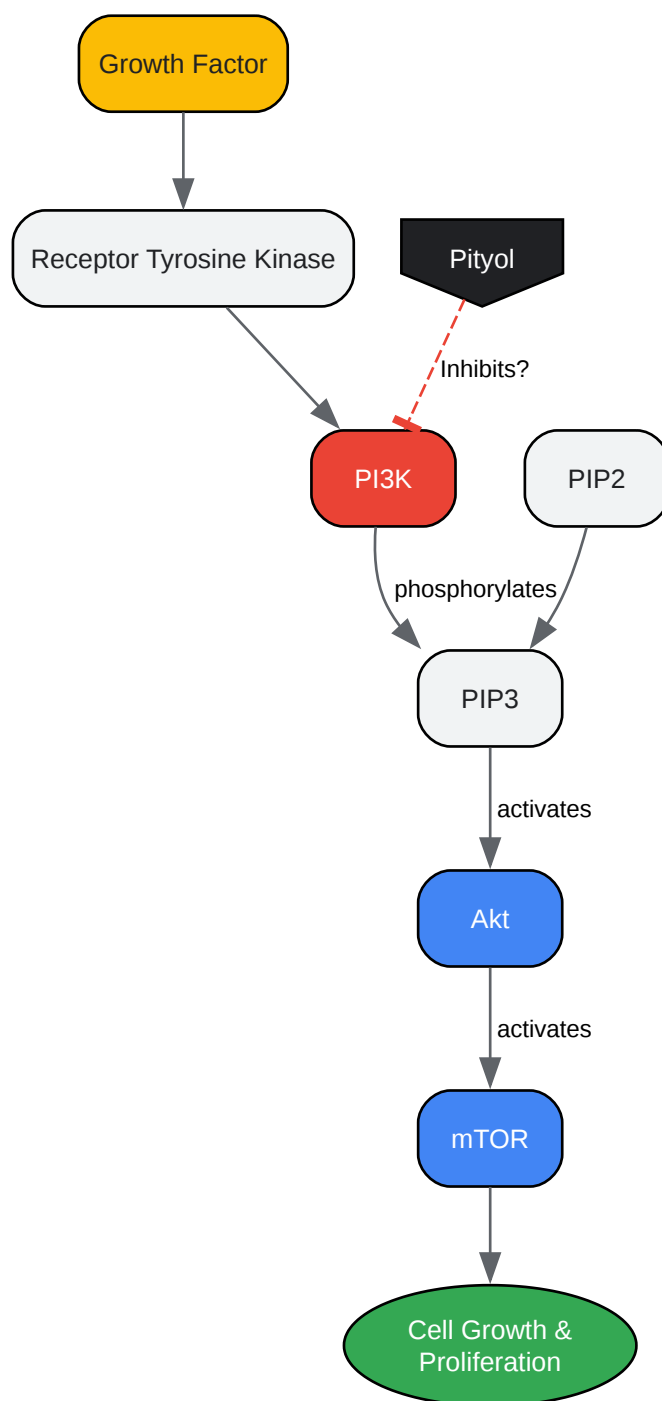 Growth Factor
Receptor Tyrosine Kinase
Pityol
Inhibits?
PI3K
PIP2
phosphorylates
PIP3
activates
Akt
activates
mTOR
Cell Growth &
Proliferation